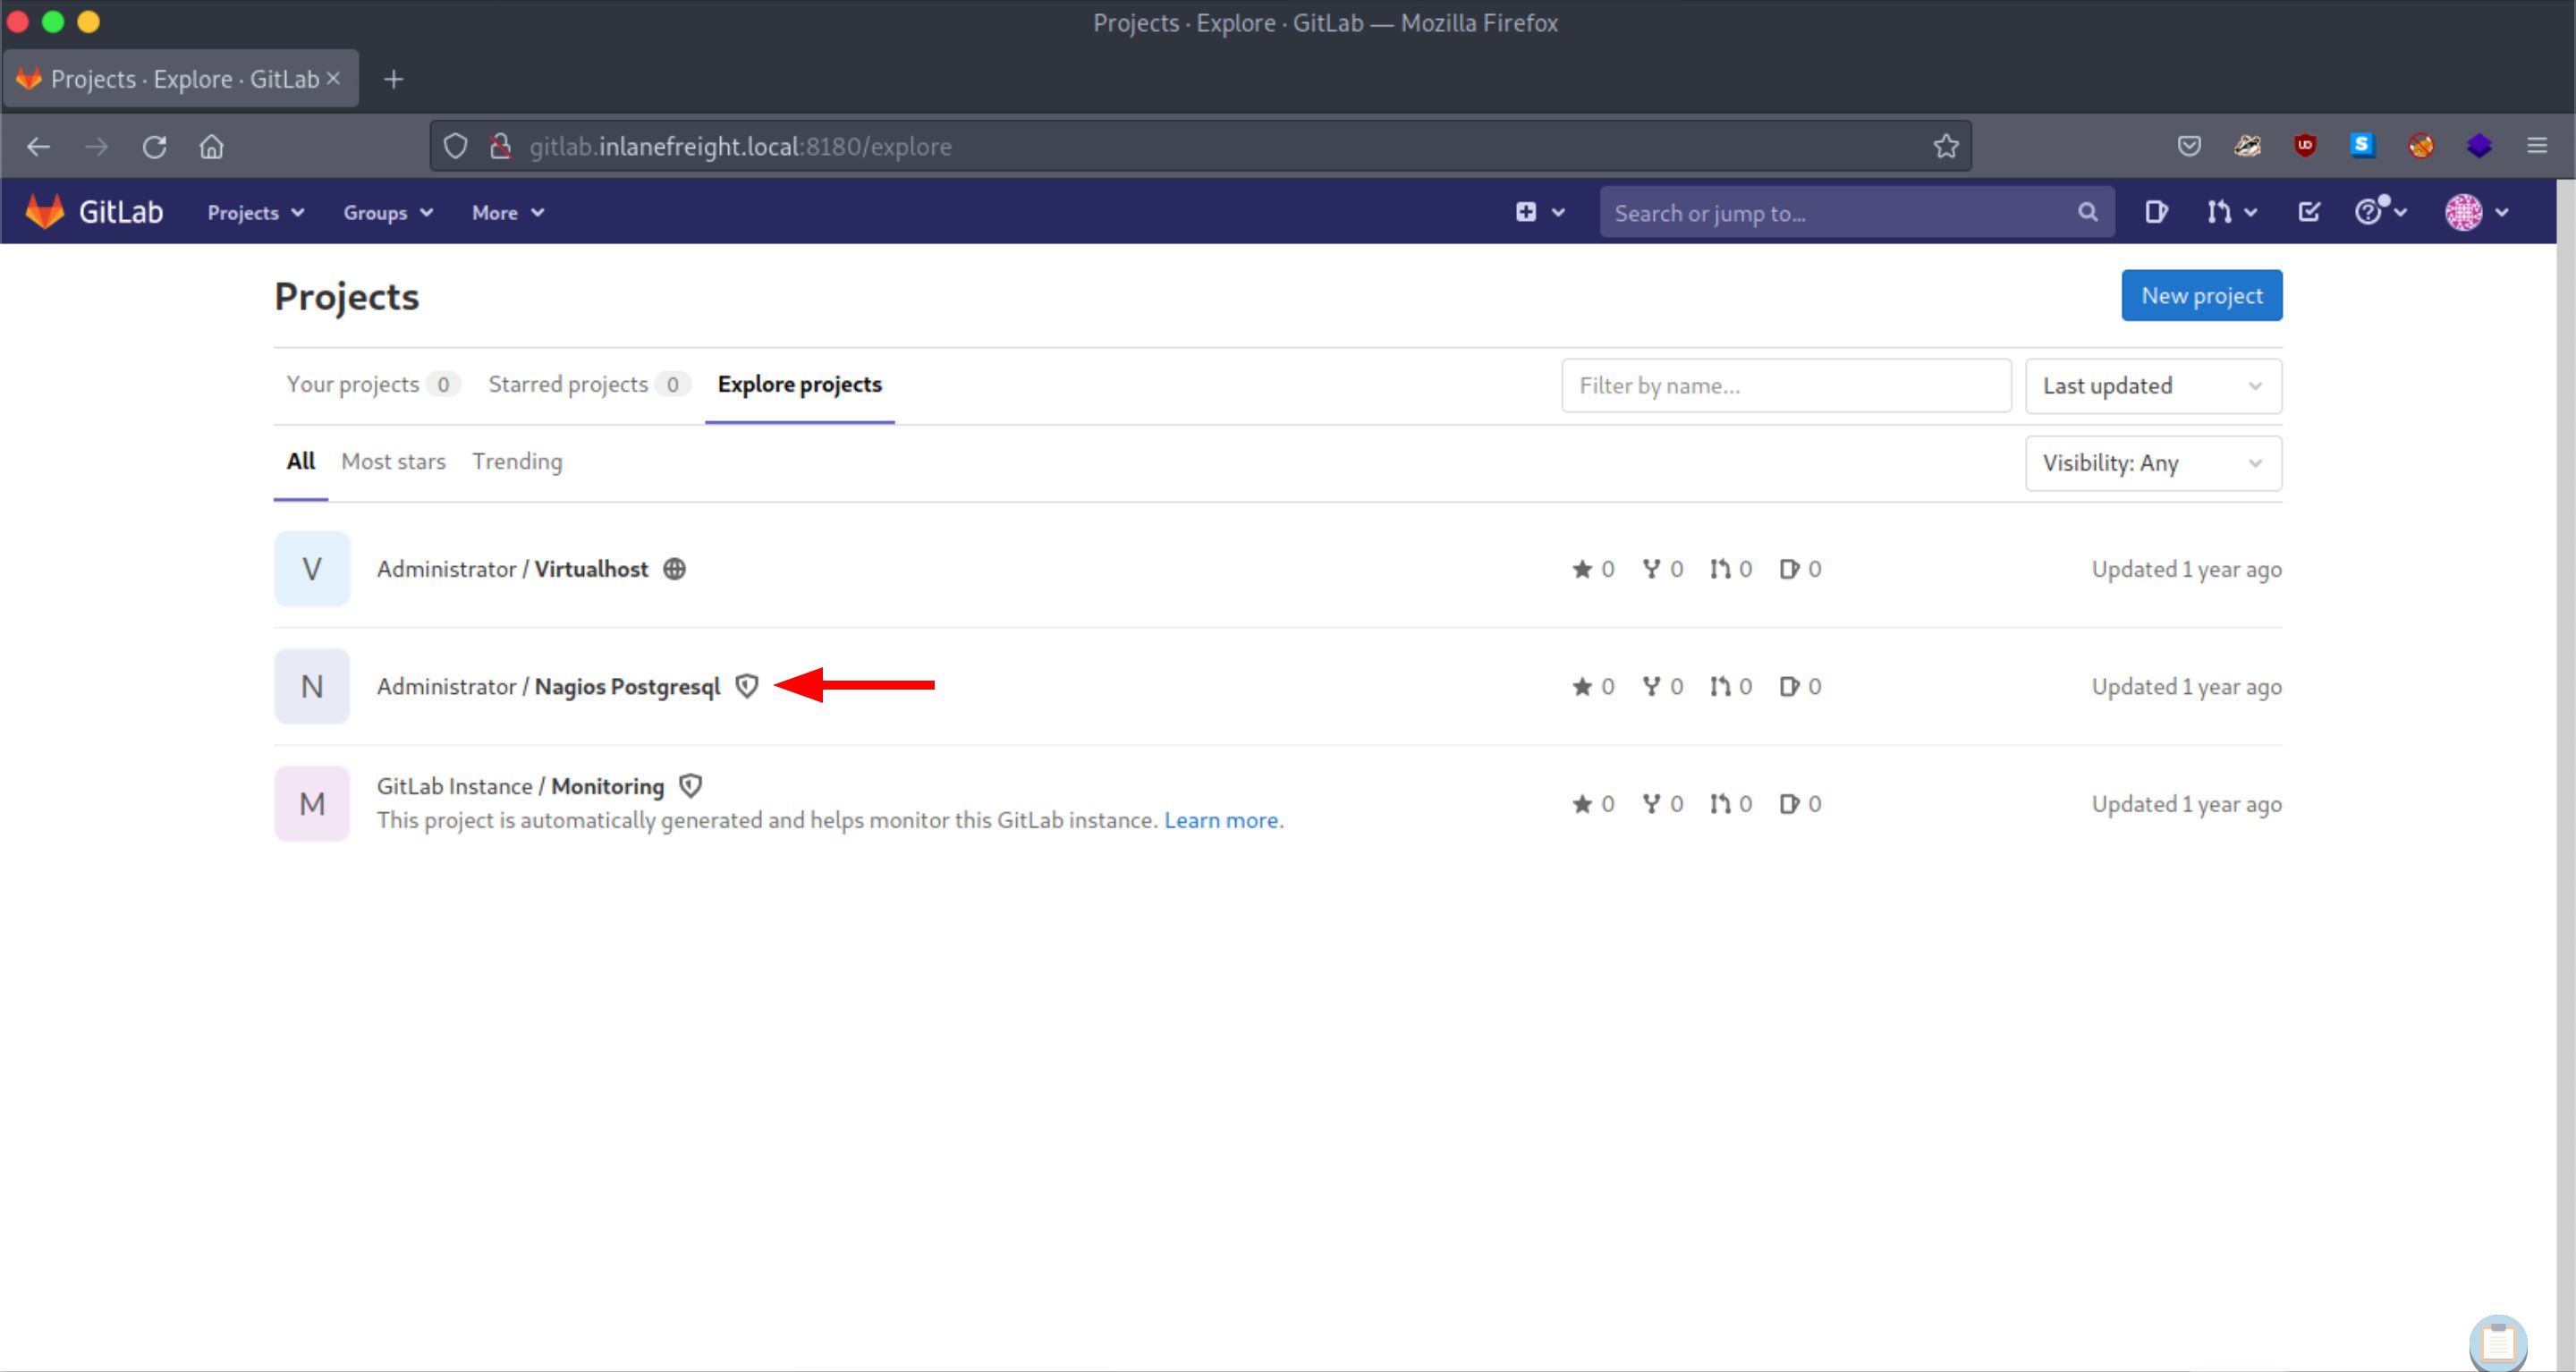 Projects · Explore · GitLab — Mozilla Firefox
Projects · Explore · GitLab
gitlab.inlanefreight.local:8180/explore
GitLab Projects Groups More Search or jump to...
Projects New project
Your projects 0 Starred projects 0 Explore projects Filter by name... Last updated
All Most stars Trending Visibility: Any
V Administrator / Virtualhost 0 0 0 0 Updated 1 year ago
N Administrator / Nagios Postgresql 0 0 0 0 Updated 1 year ago
M GitLab Instance / Monitoring 0 0 0 0 Updated 1 year ago
This project is automatically generated and helps monitor this GitLab instance. Learn more.